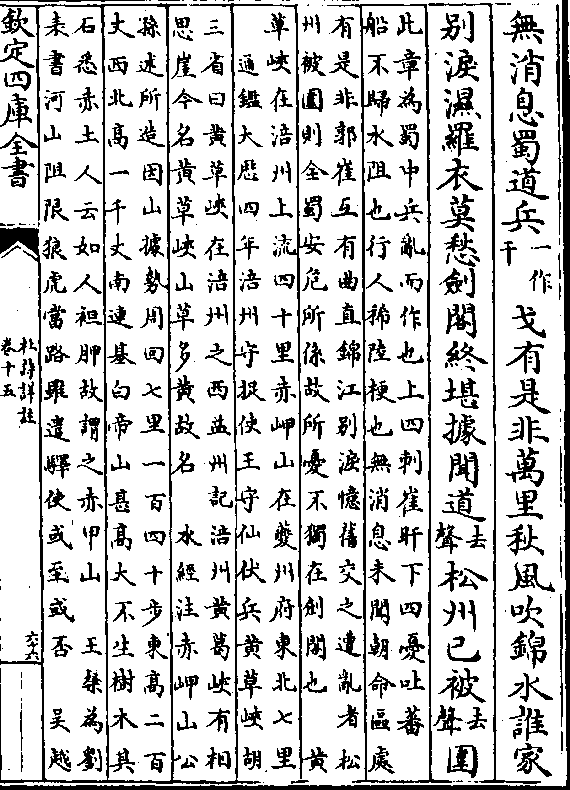 無消息蜀道兵一作干戈有是非萬里秋風吹錦水誰家
別淚濕羅衣莫愁劍閣終堪據聞道去聲松州已被去聲圍
此章為蜀中兵亂而作也上四刺崔旰下四憂吐蕃
船不歸水阻也行人稀陸梗也無消息未聞朝命區處
有是非郭崔互有曲直錦江別淚憶舊交之遭亂者松
州被圍則全蜀安危所係故所憂不獨在劍閣也 黃
草峽在涪州上流四十里赤岬山在夔州府東北七里
通鑑大厯四年涪州守捉使王守仙伏兵黃草峽胡
三省曰黃草峽在涪州之西益州記涪州黃葛峽有相
思崖今名黃草峽山草多黃故名 水經注赤岬山公
孫述所造因山據勢周回七里一百四十步東高二百
丈西北高一千丈南連基白帝山甚高大不生樹木其
石悉赤土人云如人袒胛故謂之赤甲山 王粲為劉
表書河山阻限狼虎當路雖遣驛使或至或否 吳越
欽定四庫全書
杜詩詳註
卷十五
六六